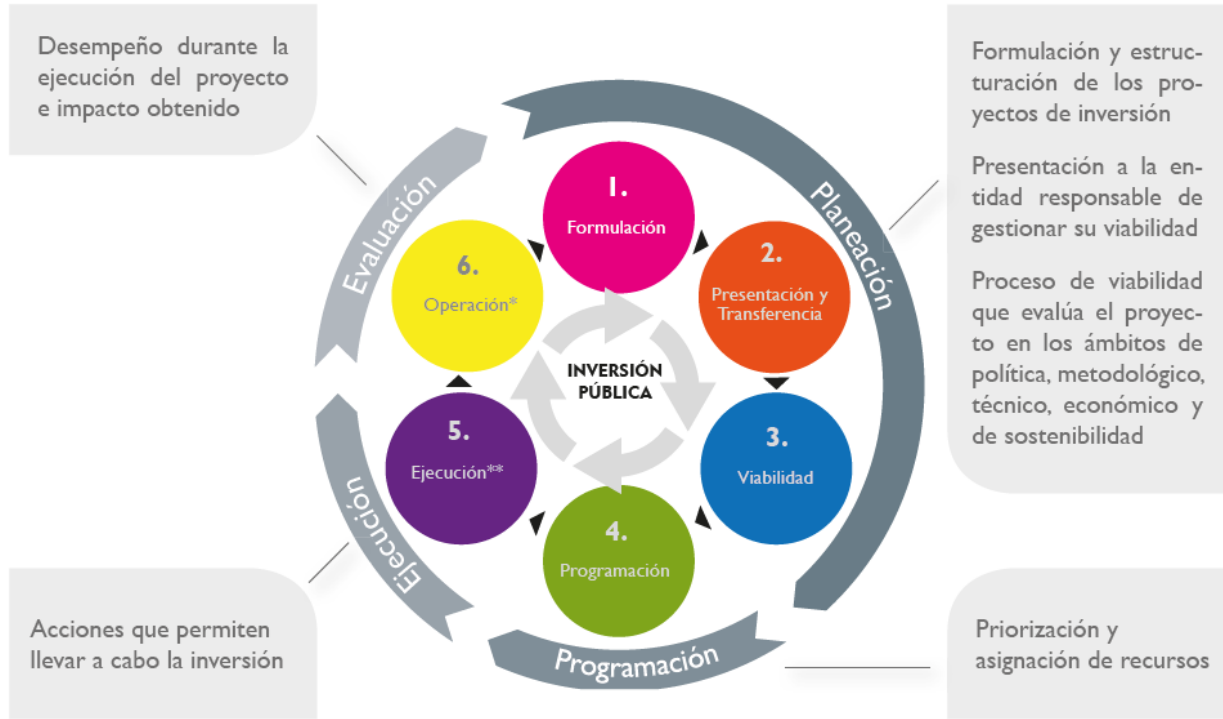 Desempeño durante la
ejecución del proyecto
e impacto obtenido
Formulación y estruc-
turación de los pro-
yectos de inversión
Presentación a la en-
tidad responsable de
gestionar su viabilidad
Proceso de viabilidad
que evalúa el proyec-
to en los ámbitos de
política, metodológico,
técnico, económico y
de sostenibilidad
Evaluación
Planeación
1.
Formulación
2.
Presentación y
Transferencia
6.
Operación*
INVERSIÓN
PÚBLICA
5.
Ejecución**
3.
Viabilidad
4.
Programación
Ejecución
Programación
Acciones que permiten
llevar a cabo la inversión
Priorización y
asignación de recursos